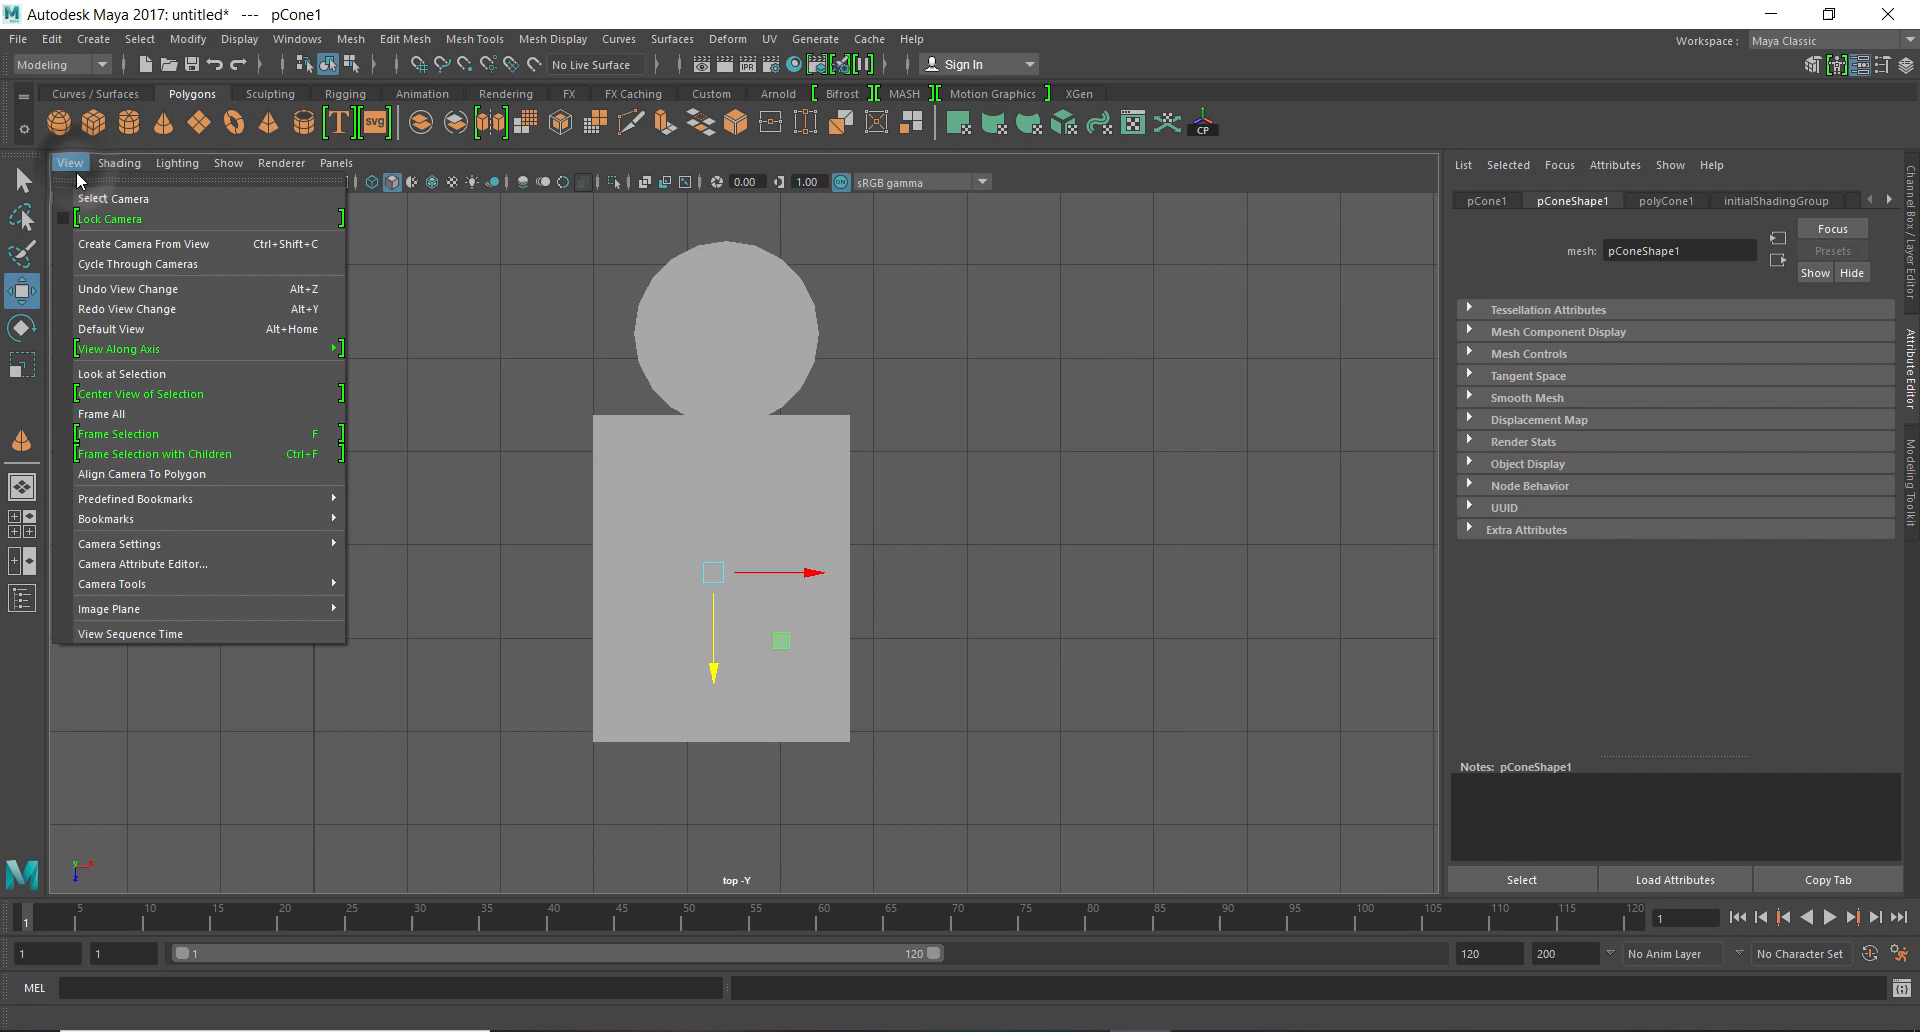 Autodesk Maya 2017: untitled* --- pCone1
File Edit Create Select Modify Display Windows Mesh Edit Mesh Mesh Tools Mesh Display Curves Surfaces Deform UV Generate Cache Help
Workspace: Maya Classic
Modeling No Live Surface IPR Sign In
Curves / Surfaces Polygons Sculpting Rigging Animation Rendering FX FX Caching Custom Arnold Bifrost MASH Motion Graphics XGen
T SVG CP
View Shading Lighting Show Renderer Panels
0.00 1.00 ON sRGB gamma
Select Camera
Lock Camera
Create Camera From View Ctrl+Shift+C
Cycle Through Cameras
Undo View Change Alt+Z
Redo View Change Alt+Y
Default View Alt+Home
View Along Axis
Look at Selection
Center View of Selection
Frame All
Frame Selection F
Frame Selection with Children Ctrl+F
Align Camera To Polygon
Predefined Bookmarks
Bookmarks
Camera Settings
Camera Attribute Editor...
Camera Tools
Image Plane
View Sequence Time
y x
z
top -Y
List Selected Focus Attributes Show Help
pCone1 pConeShape1 polyCone1 initialShadingGroup
mesh: pConeShape1
Focus
Presets
Show Hide
Tessellation Attributes
Mesh Component Display
Mesh Controls
Tangent Space
Smooth Mesh
Displacement Map
Render Stats
Object Display
Node Behavior
UUID
Extra Attributes
Notes: pConeShape1
Select Load Attributes Copy Tab
Channel Box / Layer Editor
Attribute Editor
Modeling Toolkit
M
1 5 10 15 20 25 30 35 40 45 50 55 60 65 70 75 80 85 90 95 100 105 110 115 120 1
1 1 1 120 120 200 No Anim Layer No Character Set
MEL